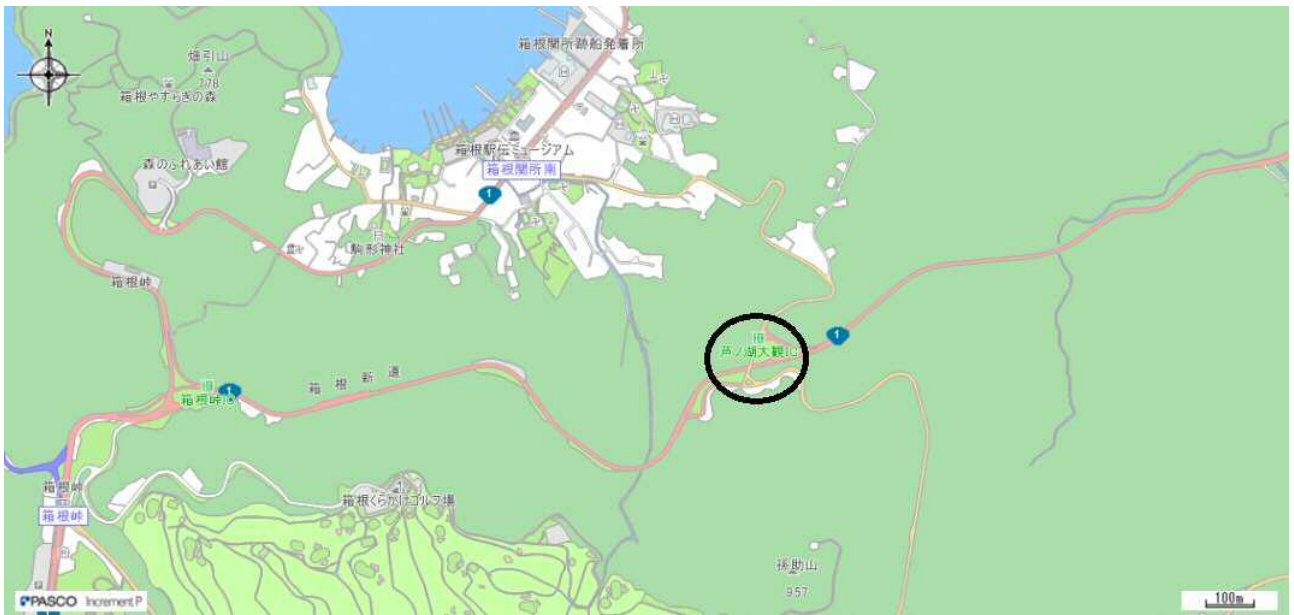 N
箱根関所跡船発着所
畑引山
778
箱根やすらぎの森
箱根駅伝ミュージアム
森のふれあい館
箱根関所南
1
駒形神社
箱根峠
1
芦ノ湖大観IC
箱根新道
1
箱根峠IC
箱根峠
箱根くらかけゴルフ場
箱根峠
孫助山
957
PASCO Increment P
100m